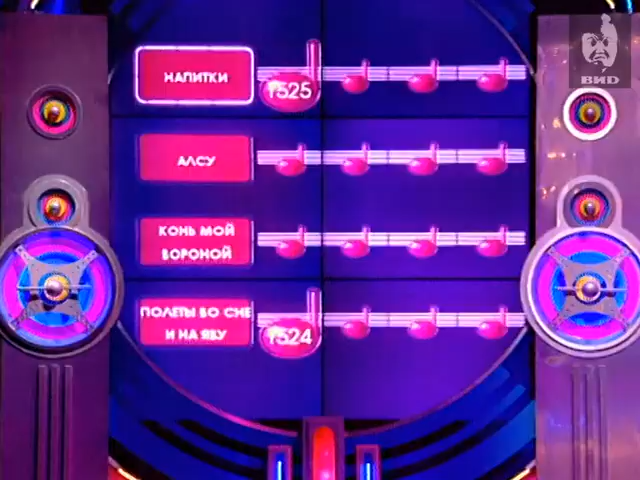 НАПИТКИ
1525
АЛСУ
КОНЬ МОЙ
ВОРОНОЙ
ПОЛЕТЫ ВО СНЕ
И НА ЯВУ
1524
ВИD